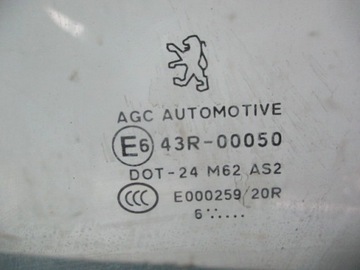 AGC AUTOMOTIVE
E6 43R-00050
DOT-24 M62 AS2
CCC E000259/20R
6 ∵....